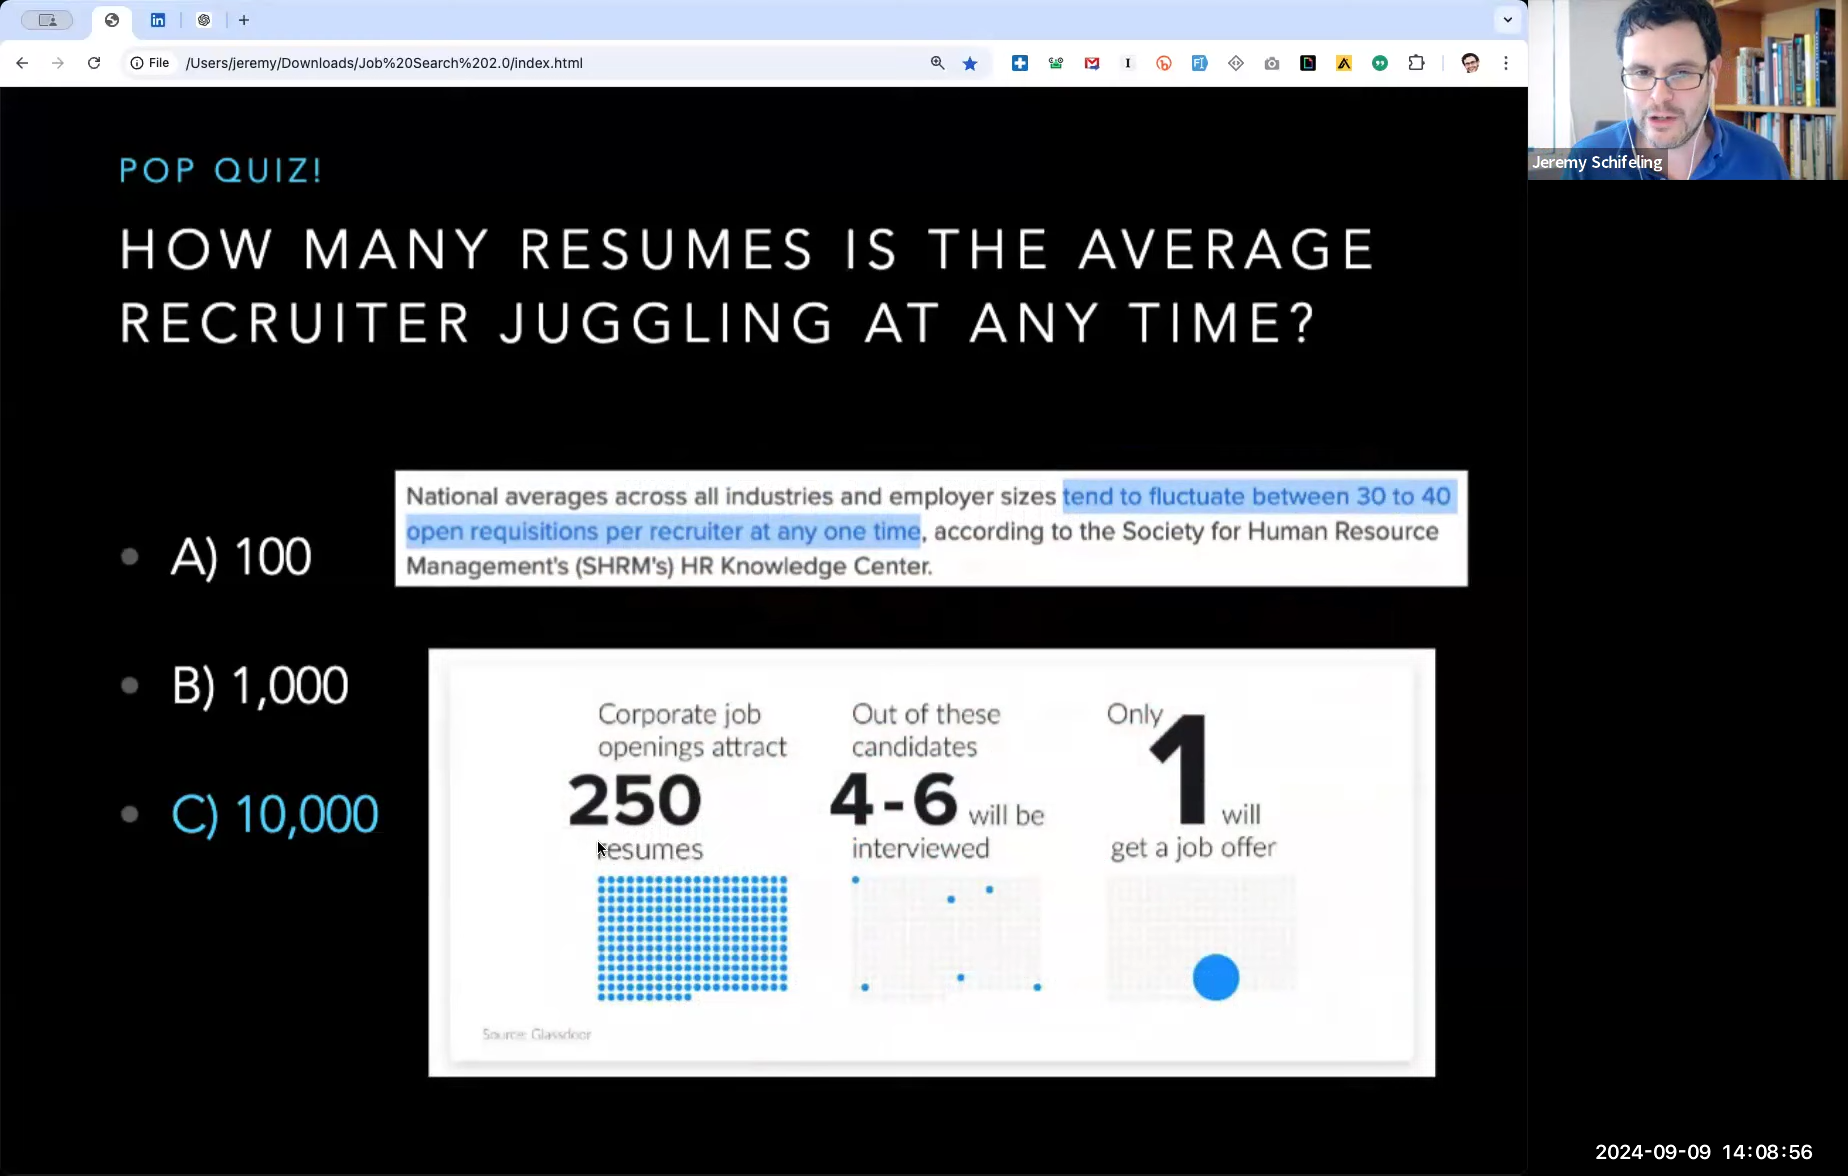 File
/Users/jeremy/Downloads/Job%20Search%202.0/index.html
Jeremy Schifeling
POP QUIZ!
HOW MANY RESUMES IS THE AVERAGE
RECRUITER JUGGLING AT ANY TIME?
National averages across all industries and employer sizes tend to fluctuate between 30 to 40
open requisitions per recruiter at any one time, according to the Society for Human Resource
Management's (SHRM's) HR Knowledge Center.
A) 100
B) 1,000
C) 10,000
Corporate job
openings attract
250
resumes
Out of these
candidates
4-6 will be
interviewed
Only
1 will
get a job offer
Source: Glassdoor
2024-09-09 14:08:56